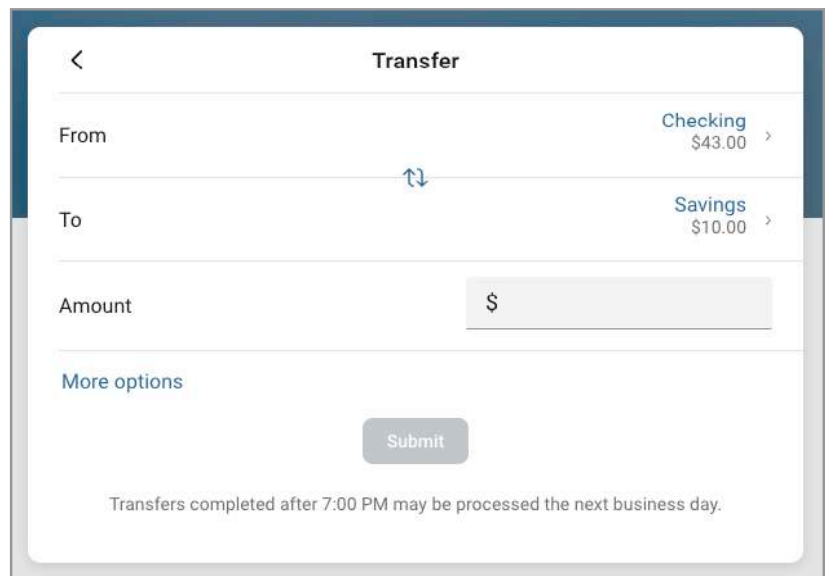 Transfer
From
Checking
$43.00
To
Savings
$10.00
Amount
$
More options
Submit
Transfers completed after 7:00 PM may be processed the next business day.